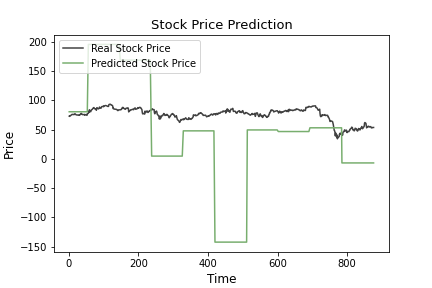 Stock Price Prediction
Real Stock Price
Predicted Stock Price
200
150
100
50
0
−50
−100
−150
Price
0 200 400 600 800
Time